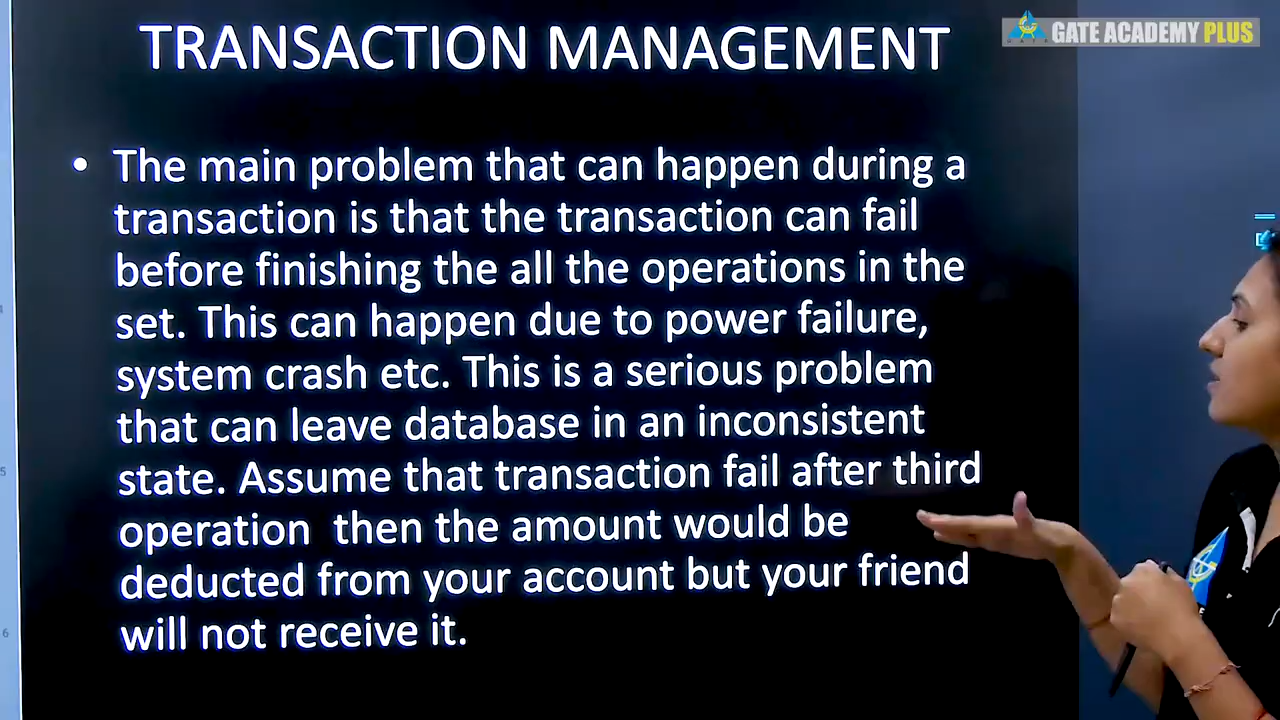 TRANSACTION MANAGEMENT
GATE ACADEMY PLUS
• The main problem that can happen during a
transaction is that the transaction can fail
before finishing the all the operations in the
set. This can happen due to power failure,
system crash etc. This is a serious problem
that can leave database in an inconsistent
state. Assume that transaction fail after third
operation then the amount would be
deducted from your account but your friend
will not receive it.
5
6